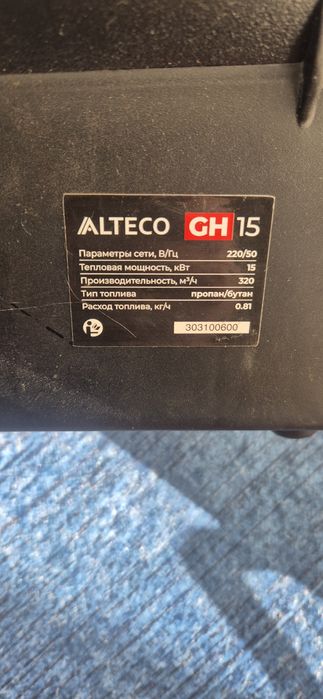 ALTECO GH 15
Параметры сети, В/Гц 220/50
Тепловая мощность, кВт 15
Производительность, м³/ч 320
Тип топлива пропан/бутан
Расход топлива, кг/ч 0.81
303100600